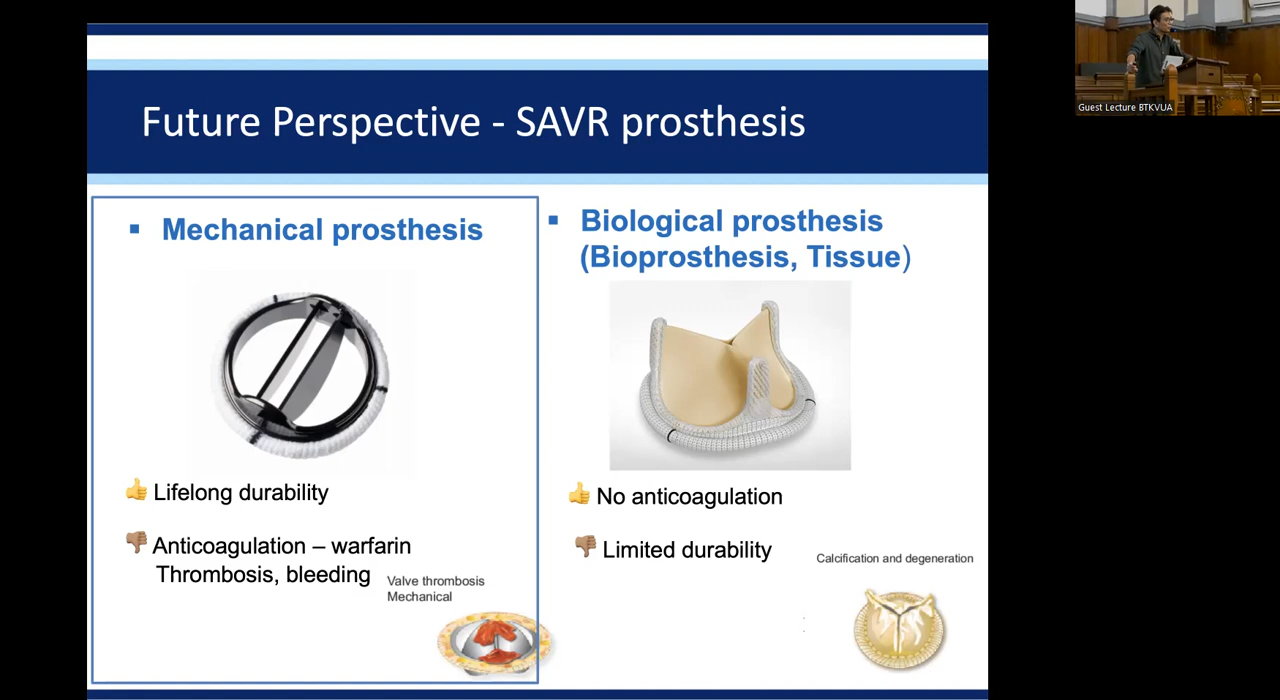 Future Perspective - SAVR prosthesis
Mechanical prosthesis
👍 Lifelong durability
👎 Anticoagulation – warfarin
Thrombosis, bleeding
Valve thrombosis
Mechanical
Biological prosthesis
(Bioprosthesis, Tissue)
👍 No anticoagulation
👎 Limited durability
Calcification and degeneration
Guest Lecture BTKVUA